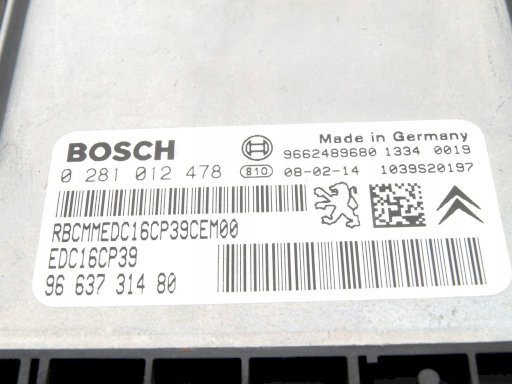 BOSCH
Made in Germany
9662489680 1334 0019
0 281 012 478
810
08-02-14 1039S20197
RBCMMEDC16CP39CEM00
EDC16CP39
96 637 314 80